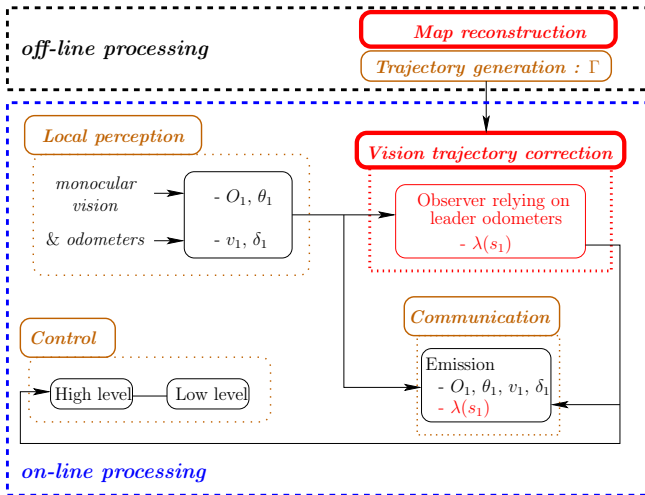 off-line processing
Map reconstruction
Trajectory generation : Γ
Local perception
Vision trajectory correction
monocular
vision
& odometers
- O₁, θ₁
- v₁, δ₁
Observer relying on
leader odometers
- λ(s₁)
Control
High level
Low level
Communication
Emission
- O₁, θ₁, v₁, δ₁
- λ(s₁)
on-line processing